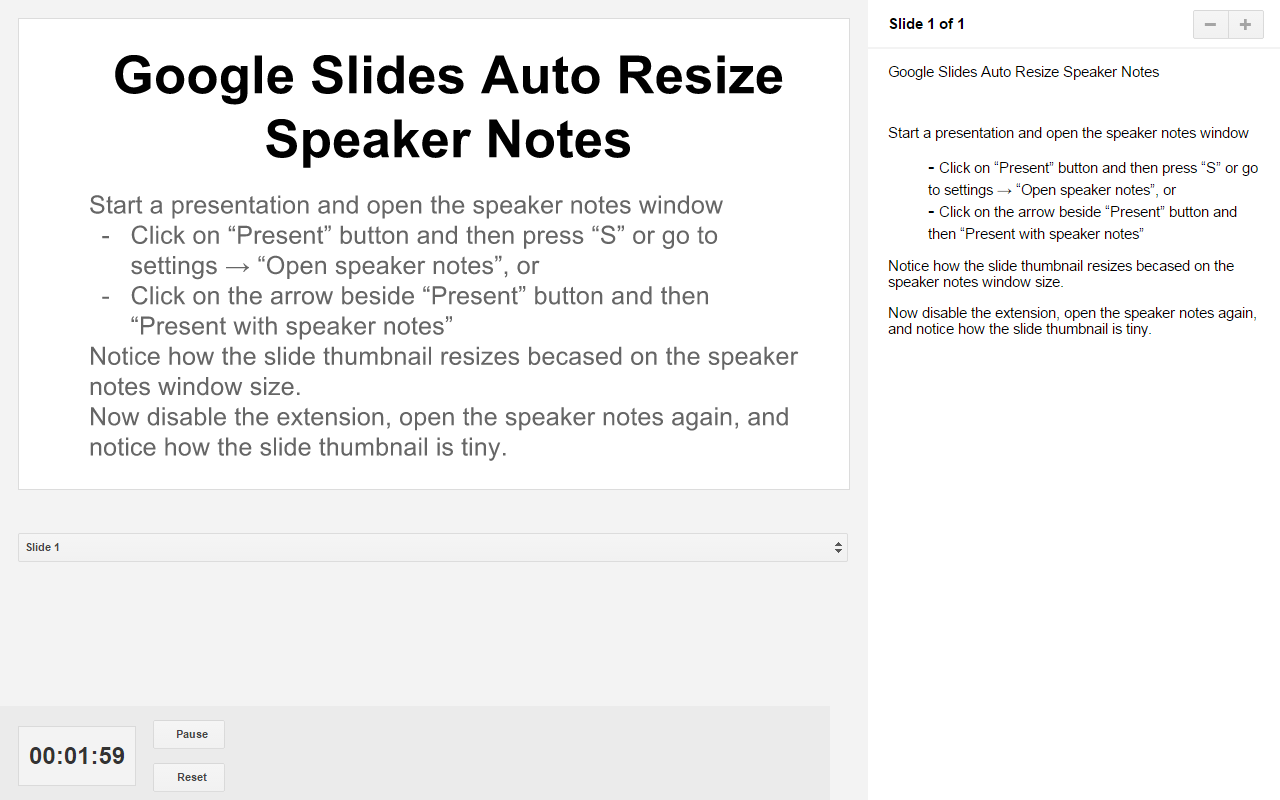 Google Slides Auto Resize
Speaker Notes
Start a presentation and open the speaker notes window
- Click on “Present” button and then press “S” or go to
settings → “Open speaker notes”, or
- Click on the arrow beside “Present” button and then
“Present with speaker notes”
Notice how the slide thumbnail resizes becased on the speaker
notes window size.
Now disable the extension, open the speaker notes again, and
notice how the slide thumbnail is tiny.
Slide 1
00:01:59
Pause
Reset
Slide 1 of 1
Google Slides Auto Resize Speaker Notes
Start a presentation and open the speaker notes window
- Click on “Present” button and then press “S” or go
to settings → “Open speaker notes”, or
- Click on the arrow beside “Present” button and
then “Present with speaker notes”
Notice how the slide thumbnail resizes becased on the
speaker notes window size.
Now disable the extension, open the speaker notes again,
and notice how the slide thumbnail is tiny.